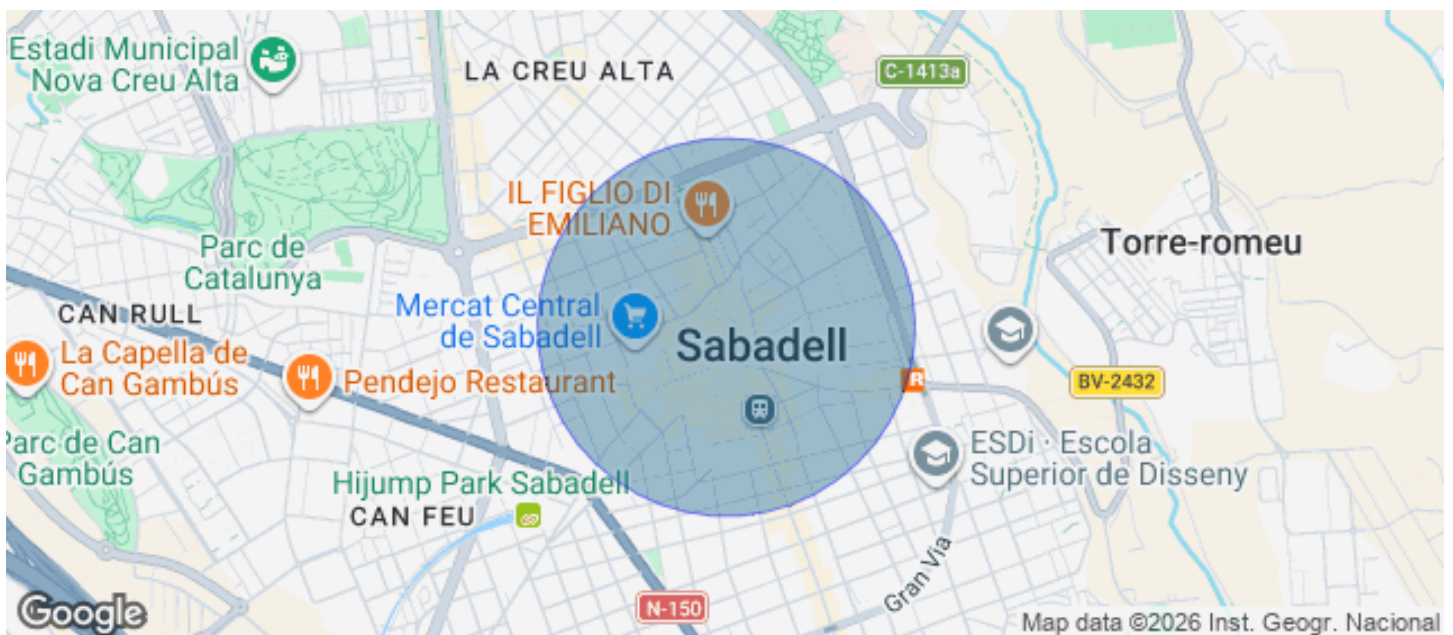 Estadi Municipal
Nova Creu Alta
LA CREU ALTA
C-1413a
IL FIGLIO DI
EMILIANO
Parc de
Catalunya
Torre-romeu
CAN RULL
Mercat Central
de Sabadell
Sabadell
La Capella de
Can Gambús
Pendejo Restaurant
R
BV-2432
Parc de Can
Gambús
ESDi · Escola
Superior de Disseny
Hijump Park Sabadell
CAN FEU
Gran Via
N-150
Google
Map data ©2026 Inst. Geogr. Nacional